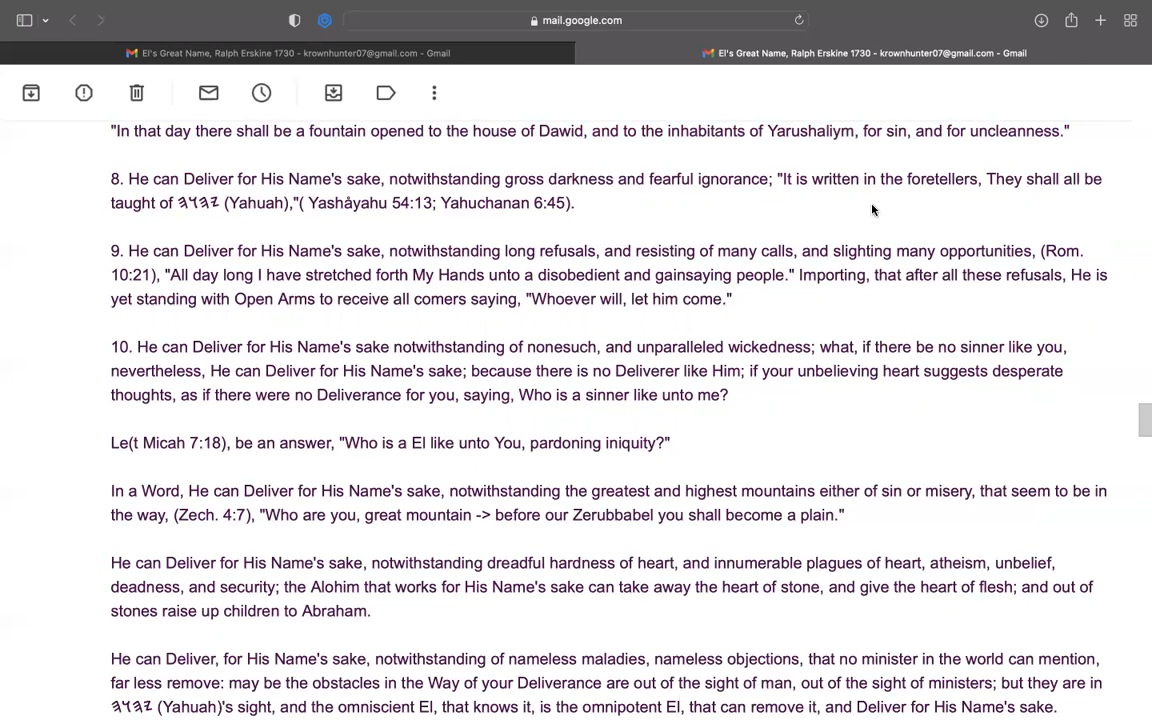 mail.google.com
El's Great Name, Ralph Erskine 1730 - krownhunter07@gmail.com - Gmail
El's Great Name, Ralph Erskine 1730 - krownhunter07@gmail.com - Gmail
"In that day there shall be a fountain opened to the house of Dawid, and to the inhabitants of Yarushaliym, for sin, and for uncleanness."
8. He can Deliver for His Name's sake, notwithstanding gross darkness and fearful ignorance; "It is written in the foretellers, They shall all be
taught of 𐤉𐤄𐤅𐤄 (Yahuah),"( Yashåyahu 54:13; Yahuchanan 6:45).
9. He can Deliver for His Name's sake, notwithstanding long refusals, and resisting of many calls, and slighting many opportunities, (Rom.
10:21), "All day long I have stretched forth My Hands unto a disobedient and gainsaying people." Importing, that after all these refusals, He is
yet standing with Open Arms to receive all comers saying, "Whoever will, let him come."
10. He can Deliver for His Name's sake notwithstanding of nonesuch, and unparalleled wickedness; what, if there be no sinner like you,
nevertheless, He can Deliver for His Name's sake; because there is no Deliverer like Him; if your unbelieving heart suggests desperate
thoughts, as if there were no Deliverance for you, saying, Who is a sinner like unto me?
Le(t Micah 7:18), be an answer, "Who is a El like unto You, pardoning iniquity?"
In a Word, He can Deliver for His Name's sake, notwithstanding the greatest and highest mountains either of sin or misery, that seem to be in
the way, (Zech. 4:7), "Who are you, great mountain -> before our Zerubbabel you shall become a plain."
He can Deliver for His Name's sake, notwithstanding dreadful hardness of heart, and innumerable plagues of heart, atheism, unbelief,
deadness, and security; the Alohim that works for His Name's sake can take away the heart of stone, and give the heart of flesh; and out of
stones raise up children to Abraham.
He can Deliver, for His Name's sake, notwithstanding of nameless maladies, nameless objections, that no minister in the world can mention,
far less remove: may be the obstacles in the Way of your Deliverance are out of the sight of man, out of the sight of ministers; but they are in
𐤉𐤄𐤅𐤄 (Yahuah)'s sight, and the omniscient El, that knows it, is the omnipotent El, that can remove it, and Deliver for His Name's sake.